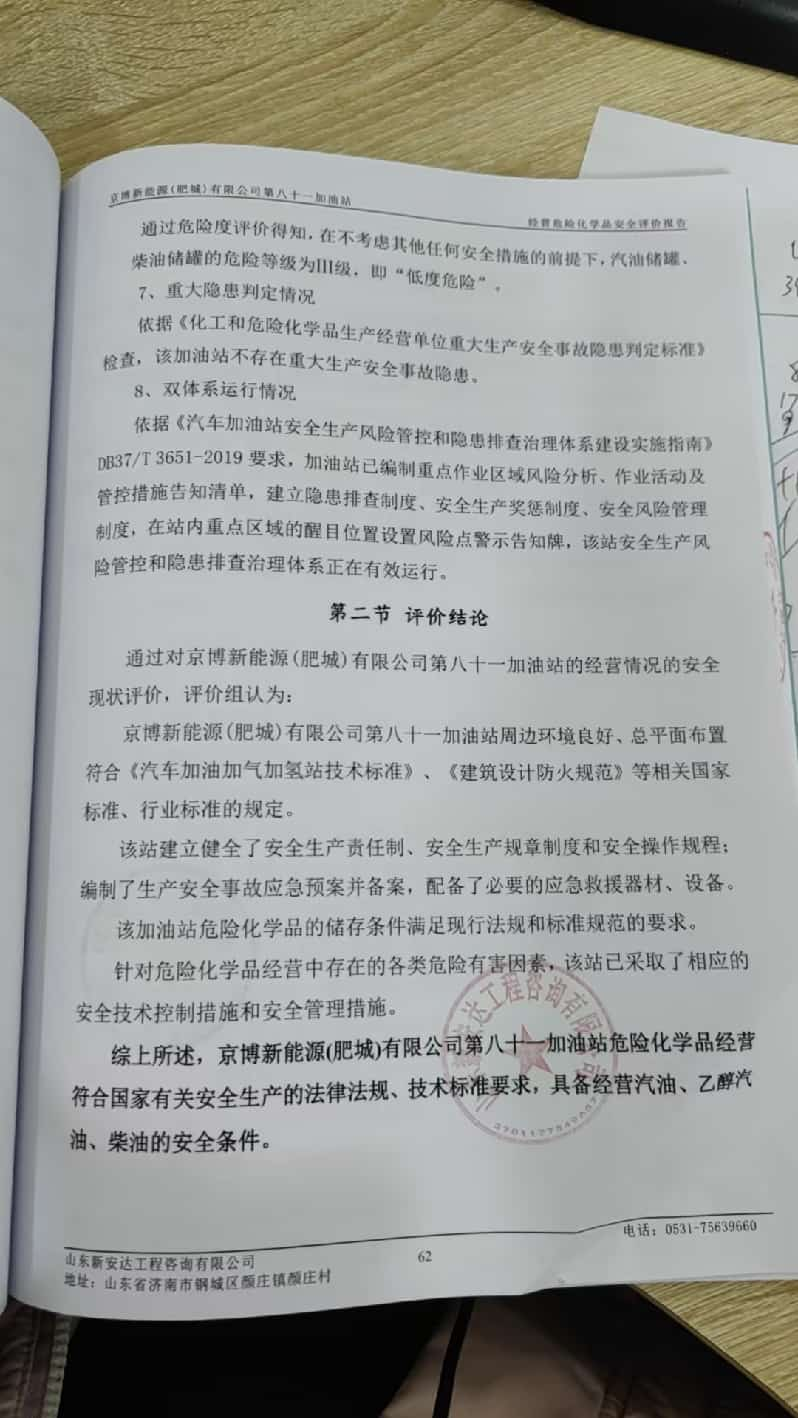 京博新能源(肥城)有限公司第八十一加油站
经营危险化学品安全评价报告
通过危险度评价得知，在不考虑其他任何安全措施的前提下，汽油储罐、
柴油储罐的危险等级为III级，即“低度危险”。
7、重大隐患判定情况
依据《化工和危险化学品生产经营单位重大生产安全事故隐患判定标准》
检查，该加油站不存在重大生产安全事故隐患。
8、双体系运行情况
依据《汽车加油站安全生产风险管控和隐患排查治理体系建设实施指南》
DB37/T 3651-2019 要求，加油站已编制重点作业区域风险分析、作业活动及
管控措施告知清单，建立隐患排查制度、安全生产奖惩制度、安全风险管理
制度，在站内重点区域的醒目位置设置风险点警示告知牌，该站安全生产风
险管控和隐患排查治理体系正在有效运行。
第二节 评价结论
通过对京博新能源(肥城)有限公司第八十一加油站的经营情况的安全
现状评价，评价组认为：
京博新能源(肥城)有限公司第八十一加油站周边环境良好、总平面布置
符合《汽车加油加气加氢站技术标准》、《建筑设计防火规范》等相关国家
标准、行业标准的规定。
该站建立健全了安全生产责任制、安全生产规章制度和安全操作规程；
编制了生产安全事故应急预案并备案，配备了必要的应急救援器材、设备。
该加油站危险化学品的储存条件满足现行法规和标准规范的要求。
针对危险化学品经营中存在的各类危险有害因素，该站已采取了相应的
安全技术控制措施和安全管理措施。
综上所述，京博新能源(肥城)有限公司第八十一加油站危险化学品经营
符合国家有关安全生产的法律法规、技术标准要求，具备经营汽油、乙醇汽
油、柴油的安全条件。
安达工程咨询有限公司
山东新安达工程咨询有限公司
62
电话：0531-75639660
地址：山东省济南市钢城区颜庄镇颜庄村